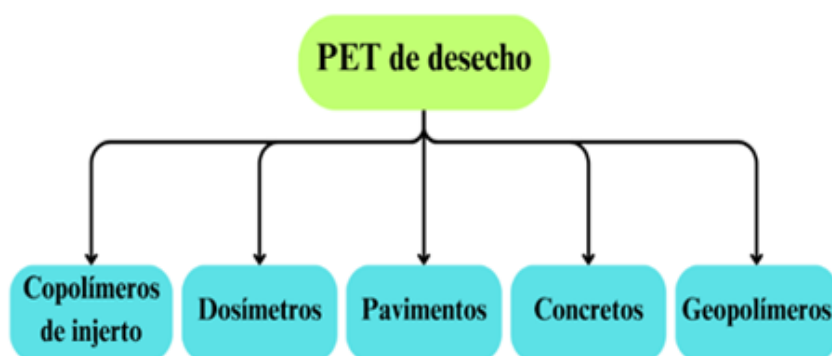 PET de desecho
Copolímeros
de injerto
Dosímetros
Pavimentos
Concretos
Geopolímeros